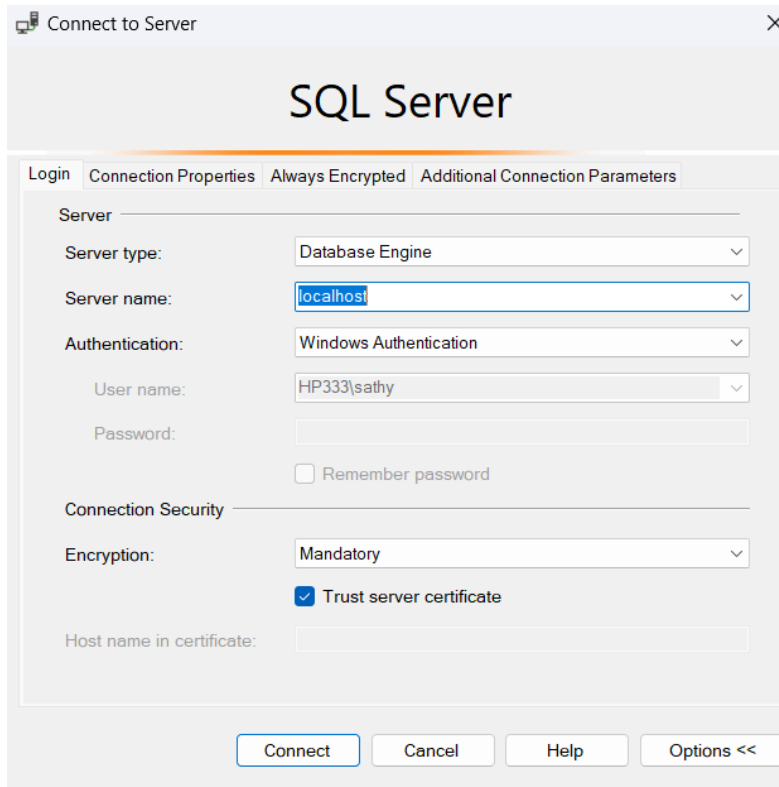 Connect to Server
SQL Server
Login Connection Properties Always Encrypted Additional Connection Parameters
Server
Server type: Database Engine
Server name: localhost
Authentication: Windows Authentication
User name: HP333\sathy
Password:
Remember password
Connection Security
Encryption: Mandatory
Trust server certificate
Host name in certificate:
Connect Cancel Help Options <<